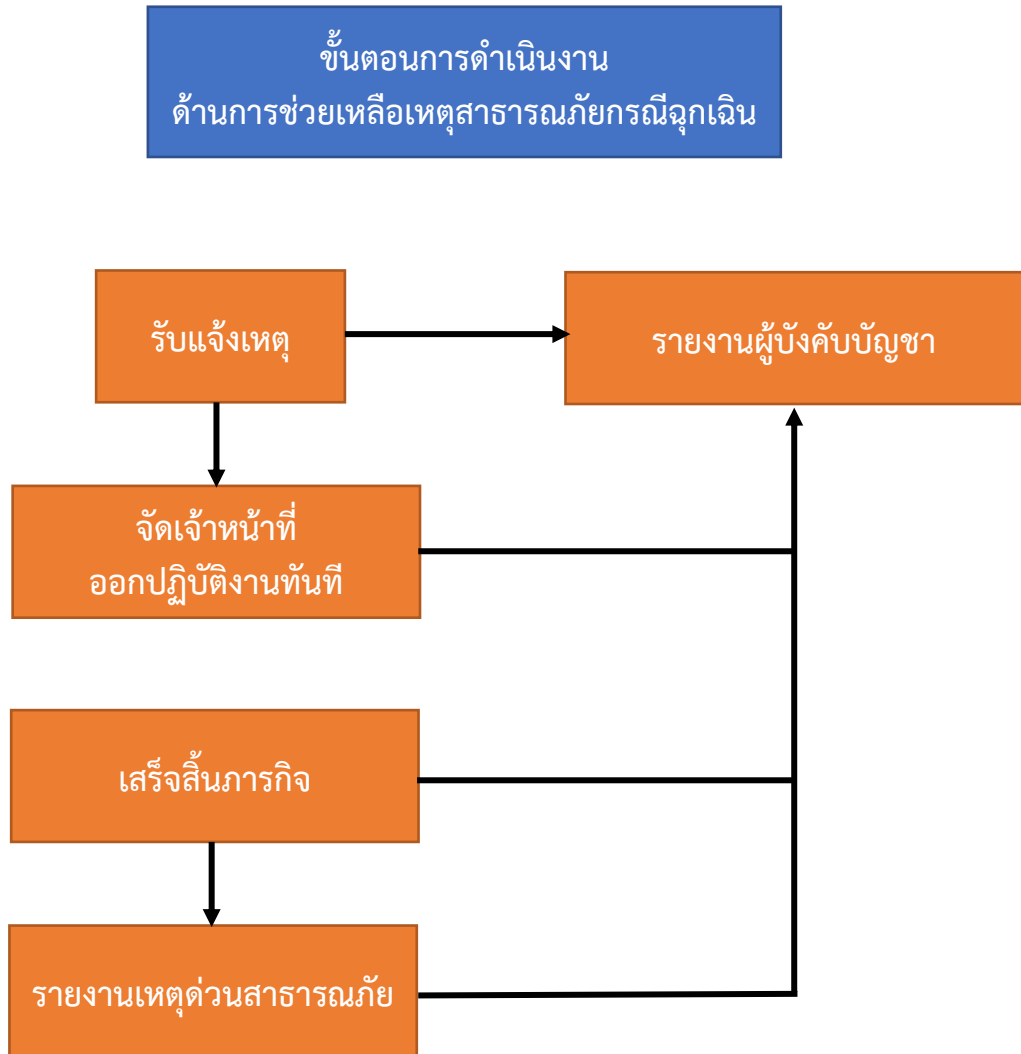 ขั้นตอนการดำเนินงาน
ด้านการช่วยเหลือเหตุสาธารณภัยกรณีฉุกเฉิน
รับแจ้งเหตุ
รายงานผู้บังคับบัญชา
จัดเจ้าหน้าที่
ออกปฏิบัติงานทันที
เสร็จสิ้นภารกิจ
รายงานเหตุด่วนสาธารณภัย